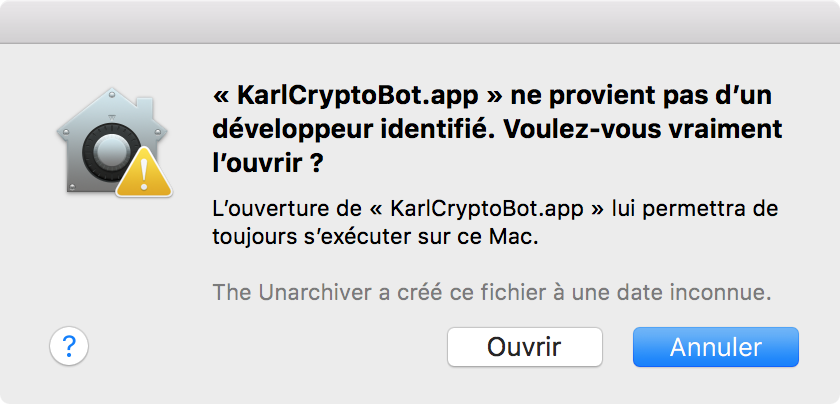 « KarlCryptoBot.app » ne provient pas d’un
développeur identifié. Voulez-vous vraiment
l’ouvrir ?
L’ouverture de « KarlCryptoBot.app » lui permettra de
toujours s’exécuter sur ce Mac.
The Unarchiver a créé ce fichier à une date inconnue.
?
Ouvrir
Annuler